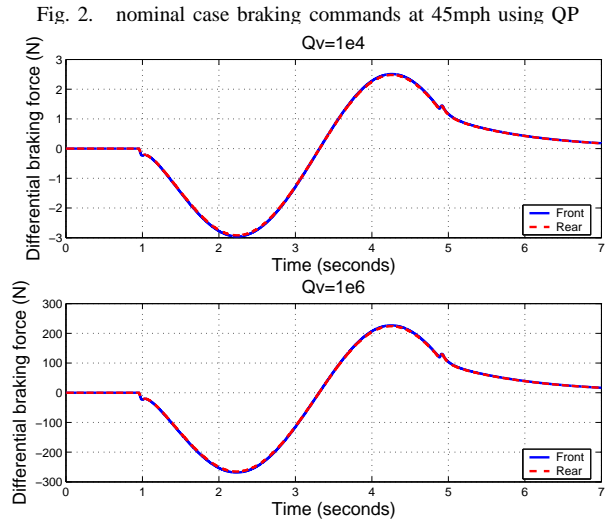 Fig. 2. nominal case braking commands at 45mph using QP
Qv=1e4
Differential braking force (N)
3
2
1
0
−1
−2
−3
0 1 2 3 4 5 6 7
Front
Rear
Time (seconds)
Qv=1e6
Differential braking force (N)
300
200
100
0
−100
−200
−300
0 1 2 3 4 5 6 7
Front
Rear
Time (seconds)